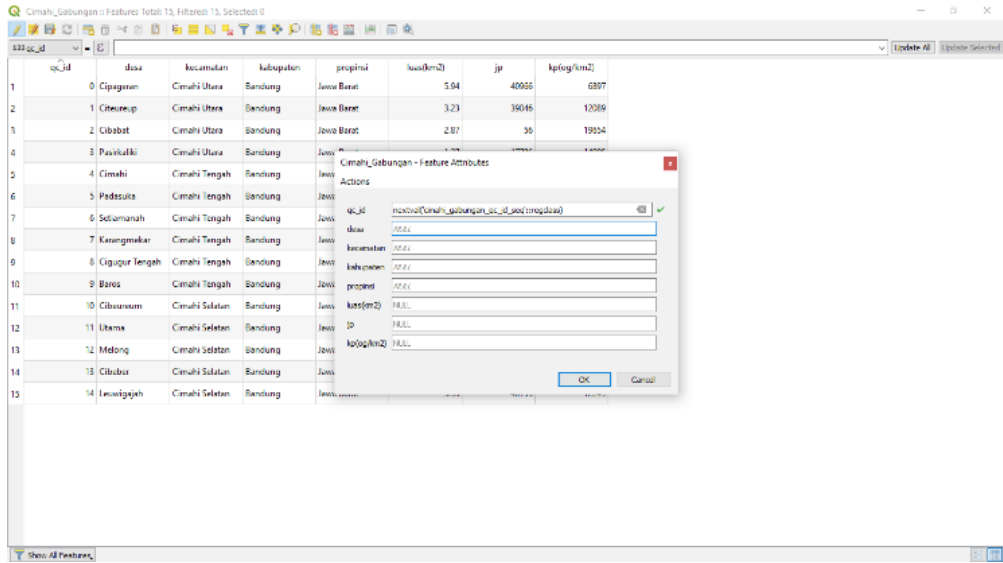 Cimahi_Gabungan :: Features Total: 15, Filtered: 15, Selected: 0
123 qc_id = ε Update All Update Selected
qc_id desa kecamatan kabupaten propinsi luas(km2) jp kp(og/km2)
1 0 Cipageran Cimahi Utara Bandung Jawa Barat 5.94 40966 6897
2 1 Citeureup Cimahi Utara Bandung Jawa Barat 3.23 39046 12089
3 2 Cibabat Cimahi Utara Bandung Jawa Barat 2.87 56 19654
4 3 Pasirkaliki Cimahi Utara Bandung
5 4 Cimahi Cimahi Tengah Bandung
6 5 Padasuka Cimahi Tengah Bandung
7 6 Setiamanah Cimahi Tengah Bandung
8 7 Karangmekar Cimahi Tengah Bandung
9 8 Cigugur Tengah Cimahi Tengah Bandung
10 9 Baros Cimahi Tengah Bandung
11 10 Cibeureum Cimahi Selatan Bandung
12 11 Utama Cimahi Selatan Bandung
13 12 Melong Cimahi Selatan Bandung
14 13 Cibeber Cimahi Selatan Bandung
15 14 Leuwigajah Cimahi Selatan Bandung
Cimahi_Gabungan - Feature Attributes
Actions
qc_id nextval('cimahi_gabungan_qc_id_seq'::regclass)
desa NULL
kecamatan NULL
kabupaten NULL
propinsi NULL
luas(km2) NULL
jp NULL
kp(og/km2) NULL
OK Cancel
Show All Features